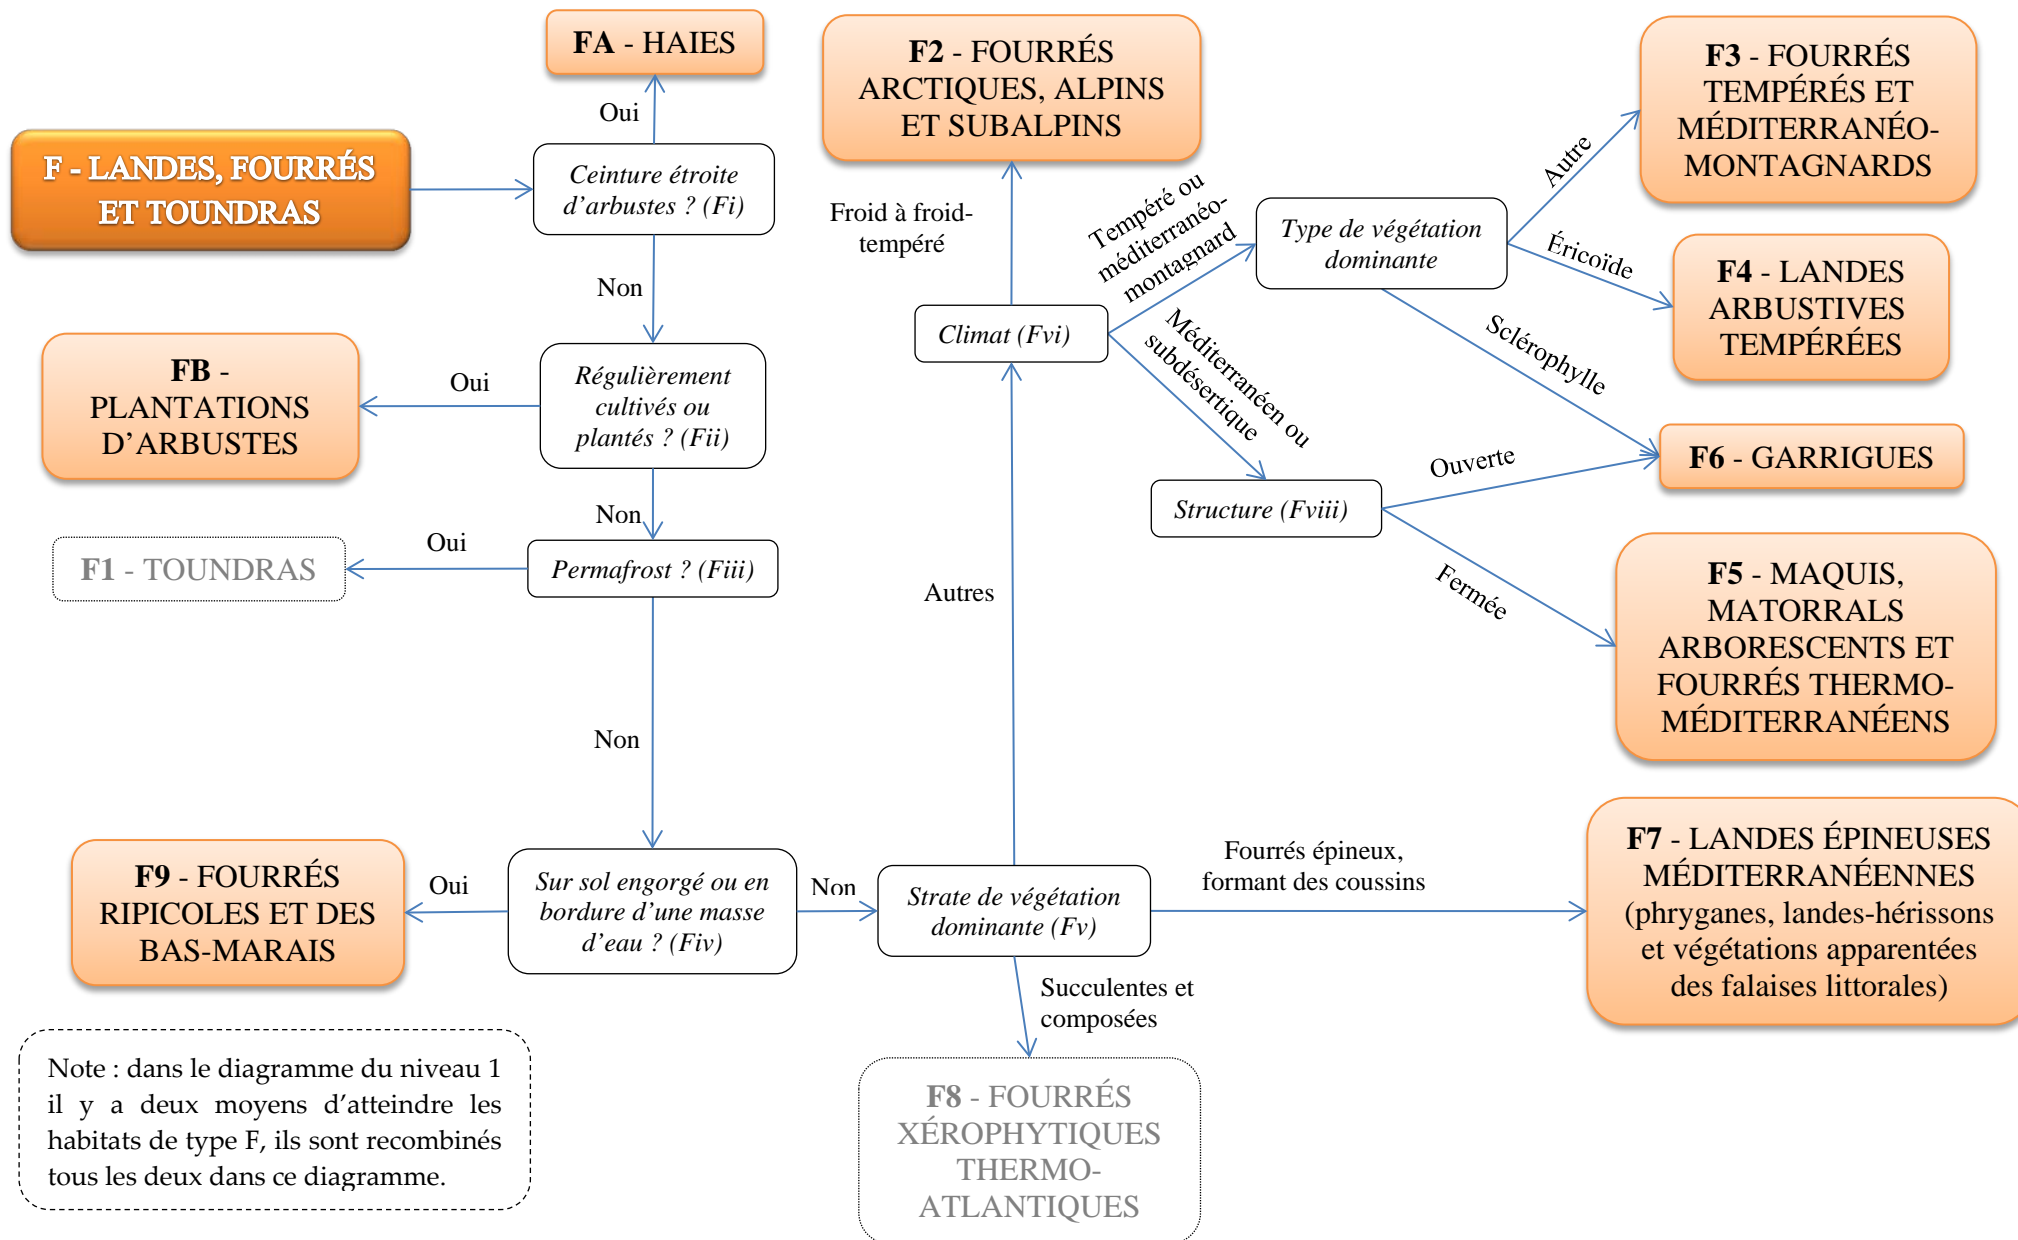 FA - HAIES
Oui
F - LANDES, FOURRÉS
ET TOUNDRAS
Ceinture étroite
d'arbustes ? (Fi)
Non
FB -
PLANTATIONS
D'ARBUSTES
Oui
Régulièrement
cultivés ou
plantés ? (Fii)
Non
F1 - TOUNDRAS
Oui
Permafrost ? (Fiii)
Non
F9 - FOURRÉS
RIPICOLES ET DES
BAS-MARAIS
Oui
Sur sol engorgé ou en
bordure d'une masse
d'eau ? (Fiv)
Non
Strate de végétation
dominante (Fv)
Autres
Fourrés épineux,
formant des coussins
Succulentes et
composées
F2 - FOURRÉS
ARCTIQUES, ALPINS
ET SUBALPINS
Froid à froid-
tempéré
Climat (Fvi)
Tempéré ou
méditerranéo-
montagnard
Méditerranéen ou
subdésertique
Type de végétation
dominante
Autre
Éricoïde
Sclérophylle
Structure (Fviii)
Ouverte
Fermée
F3 - FOURRÉS
TEMPÉRÉS ET
MÉDITERRANÉO-
MONTAGNARDS
F4 - LANDES
ARBUSTIVES
TEMPÉRÉES
F6 - GARRIGUES
F5 - MAQUIS,
MATORRALS
ARBORESCENTS ET
FOURRÉS THERMO-
MÉDITERRANÉENS
F7 - LANDES ÉPINEUSES
MÉDITERRANÉENNES
(phryganes, landes-hérissons
et végétations apparentées
des falaises littorales)
F8 - FOURRÉS
XÉROPHYTIQUES
THERMO-
ATLANTIQUES
Note : dans le diagramme du niveau 1
il y a deux moyens d'atteindre les
habitats de type F, ils sont recombinés
tous les deux dans ce diagramme.